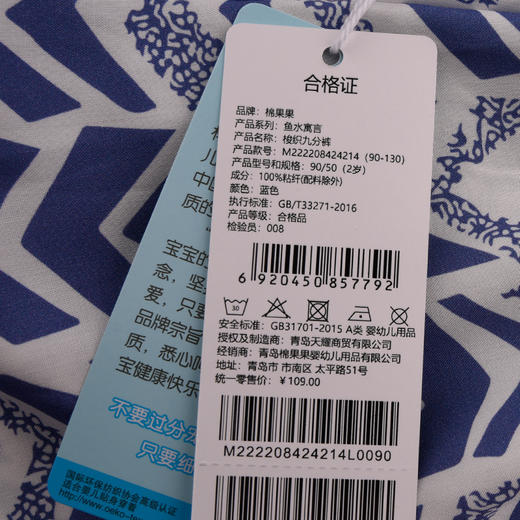 合格证
品牌：棉果果
产品系列：鱼水寓言
产品名称：梭织九分裤
产品款号：M222208424214（90-130）
产品型号和规格：90/50（2岁）
成分：100%粘纤(配料除外)
颜色：蓝色
执行标准：GB/T33271-2016
产品等级：合格品
检验员：008
6 920450 857792
30
安全标准：GB31701-2015 A类 婴幼儿用品
授权及制造商：青岛天耀商贸有限公司
经销商：青岛棉果果婴幼儿用品有限公司
地址：青岛市 市南区 太平路51号
统一零售价：￥109.00
M222208424214L0090
儿
中国
质的
宝宝的
念，坚
爱，只要
品牌宗旨
质，悉心呵
宝健康快乐
不要过分
只要细
国际环保纺织协会高级认证
适合婴儿贴身穿着
http://www.oeko-te